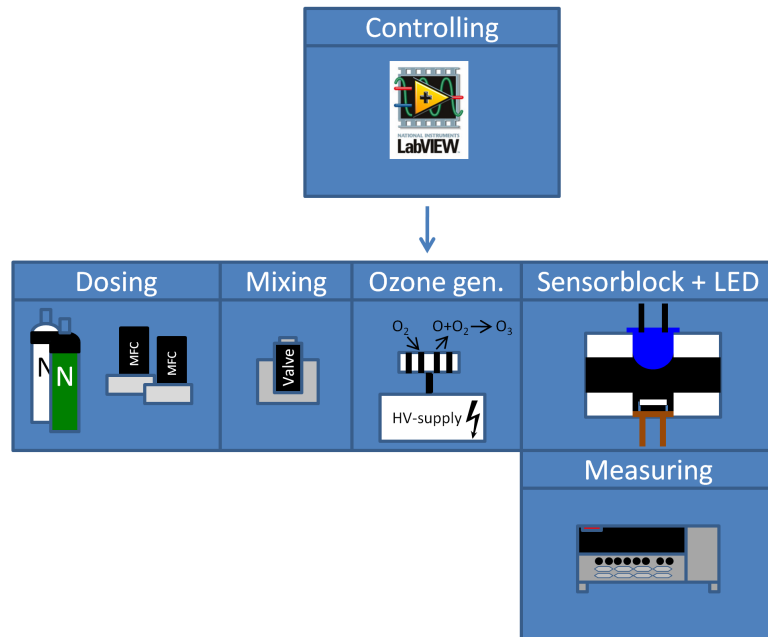 Controlling
NATIONAL INSTRUMENTS
LabVIEW
Dosing
Mixing
Ozone gen.
Sensorblock + LED
N
N
MFC
MFC
Valve
O₂
O+O₂→O₃
HV-supply
Measuring